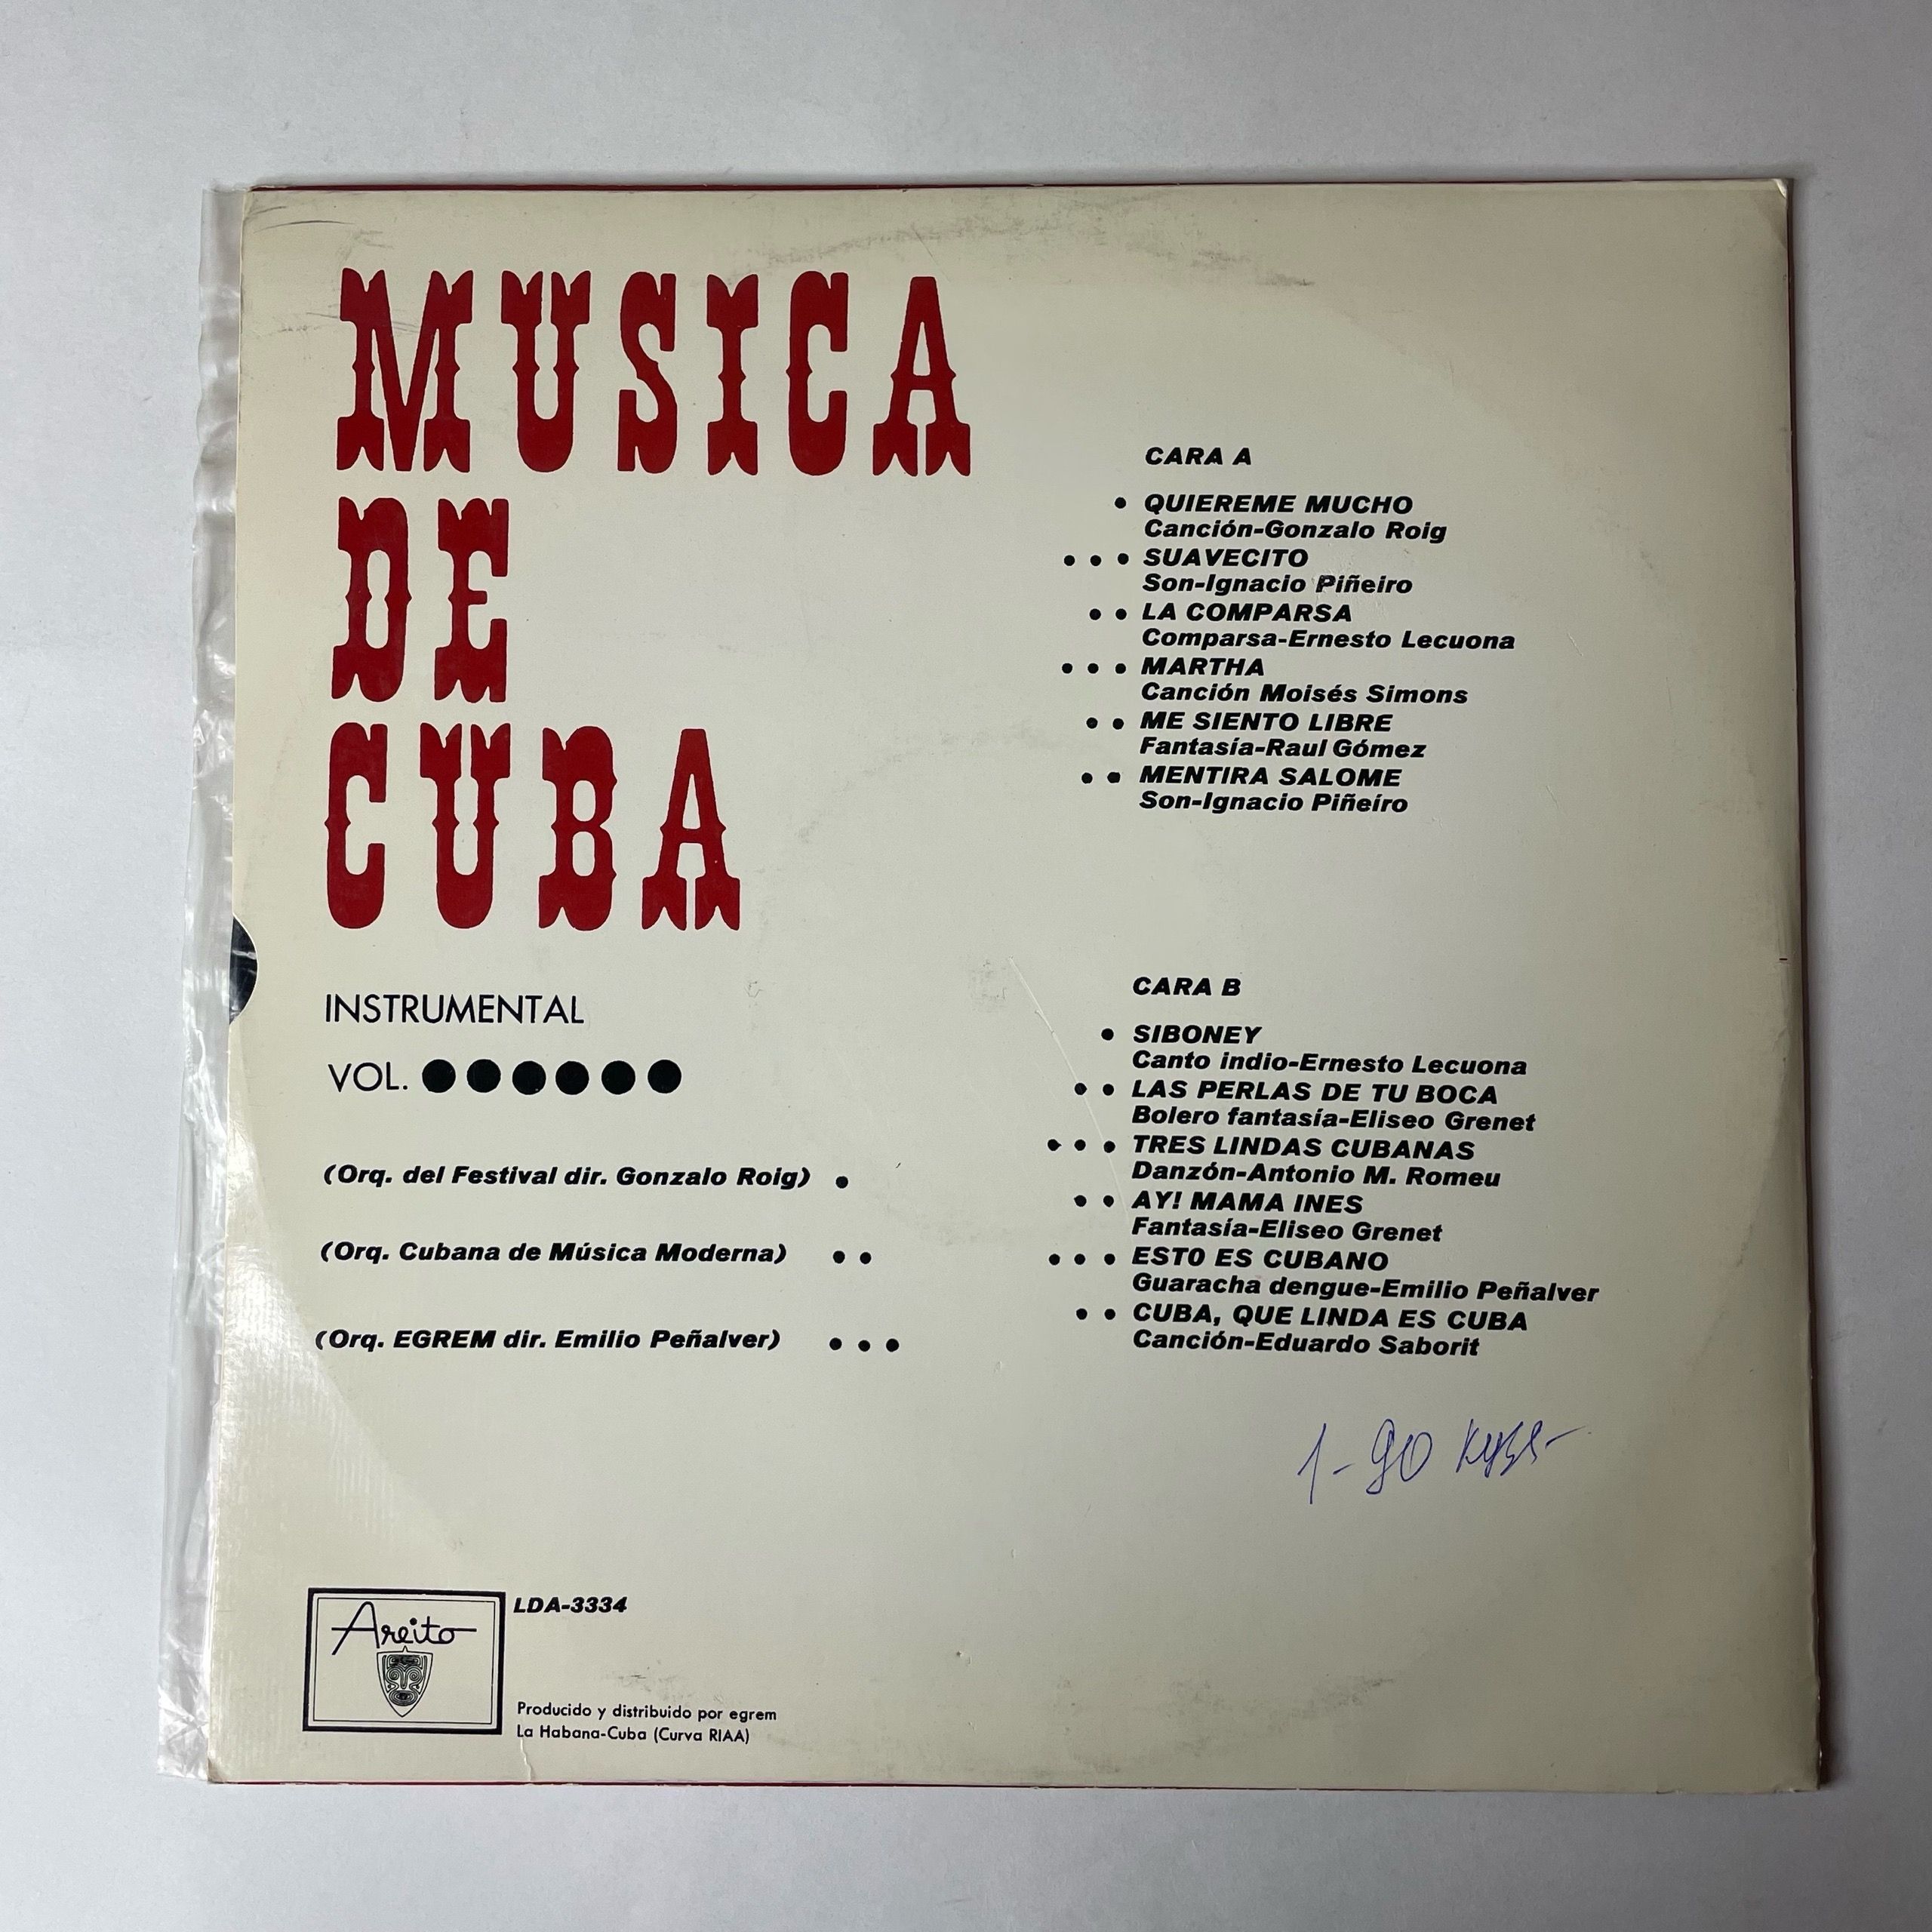 MUSICA
DE
CUBA
INSTRUMENTAL
VOL. ●●●●●●
(Orq. del Festival dir. Gonzalo Roig) •
(Orq. Cubana de Música Moderna) • •
(Orq. EGREM dir. Emilio Peñalver) • • •
CARA A
• QUIEREME MUCHO
Canción-Gonzalo Roig
• • • SUAVECITO
Son-Ignacio Piñeiro
• • LA COMPARSA
Comparsa-Ernesto Lecuona
• • • MARTHA
Canción Moisés Simons
• • ME SIENTO LIBRE
Fantasía-Raul Gómez
• • MENTIRA SALOME
Son-Ignacio Piñeíro
CARA B
• SIBONEY
Canto indio-Ernesto Lecuona
• • LAS PERLAS DE TU BOCA
Bolero fantasía-Eliseo Grenet
• • • TRES LINDAS CUBANAS
Danzón-Antonio M. Romeu
• • AY! MAMA INES
Fantasía-Eliseo Grenet
• • • EST0 ES CUBANO
Guaracha dengue-Emilio Peñalver
• • CUBA, QUE LINDA ES CUBA
Canción-Eduardo Saborit
1-90
Areito
LDA-3334
Producido y distribuido por egrem
La Habana-Cuba (Curva RIAA)